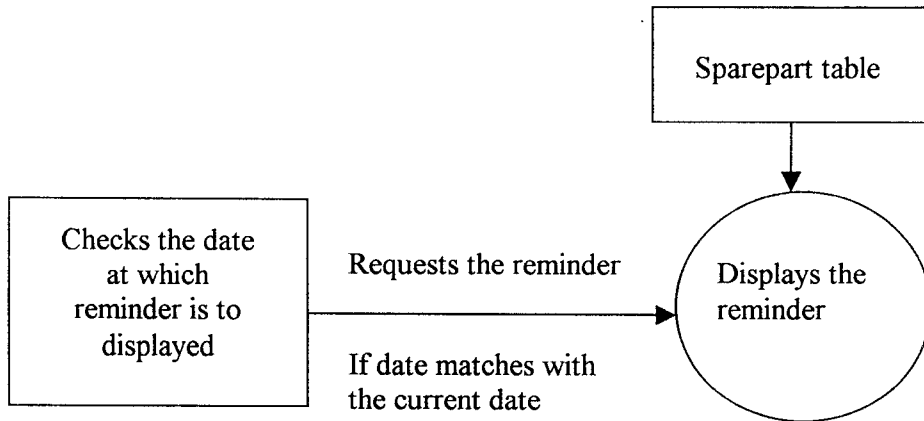 Sparepart table
Checks the date
at which
reminder is to
displayed
Requests the reminder
If date matches with
the current date
Displays the
reminder